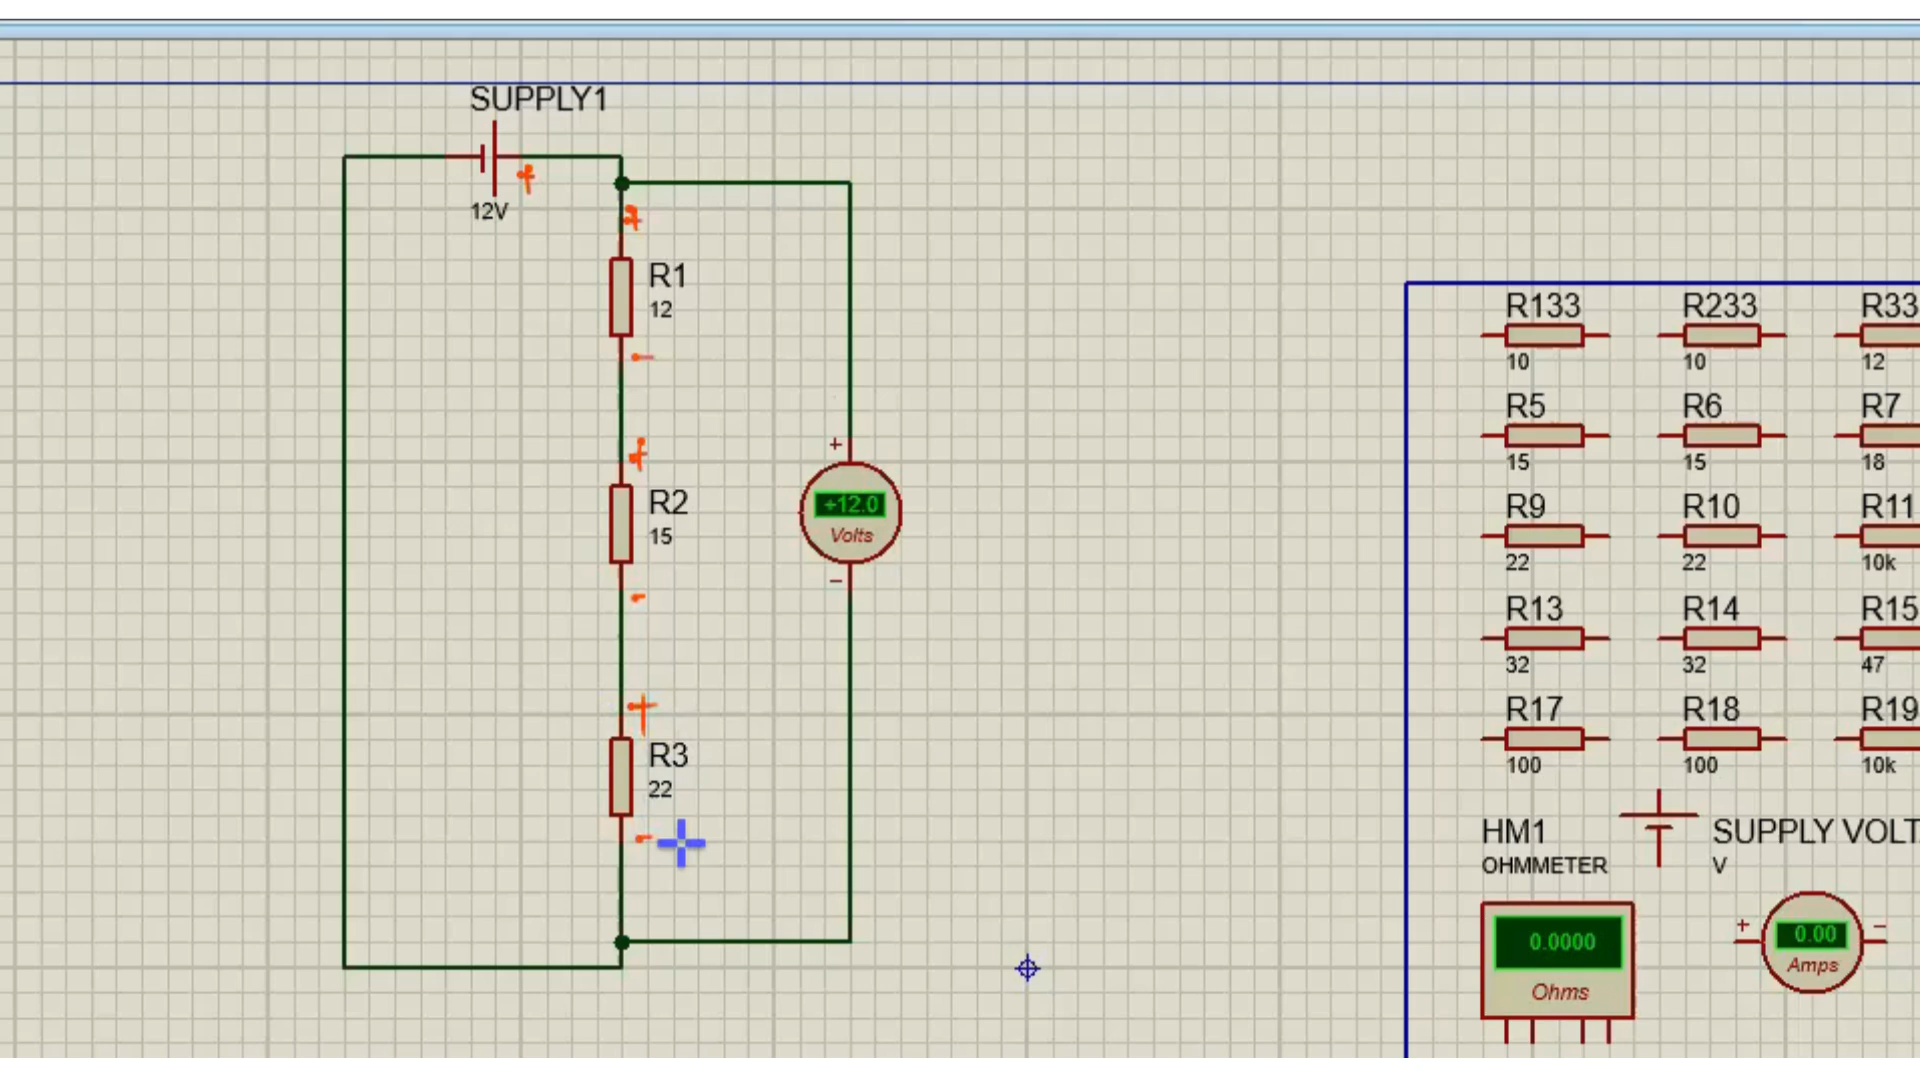 SUPPLY1
12V
R1
12
R2
15
R3
22
+
+12.0
Volts
−
R133 R233 R33
10 10 12
R5 R6 R7
15 15 18
R9 R10 R11
22 22 10k
R13 R14 R15
32 32 47
R17 R18 R19
100 100 10k
HM1 SUPPLY VOLT
OHMMETER V
0.0000
Ohms
+ 0.00 −
Amps